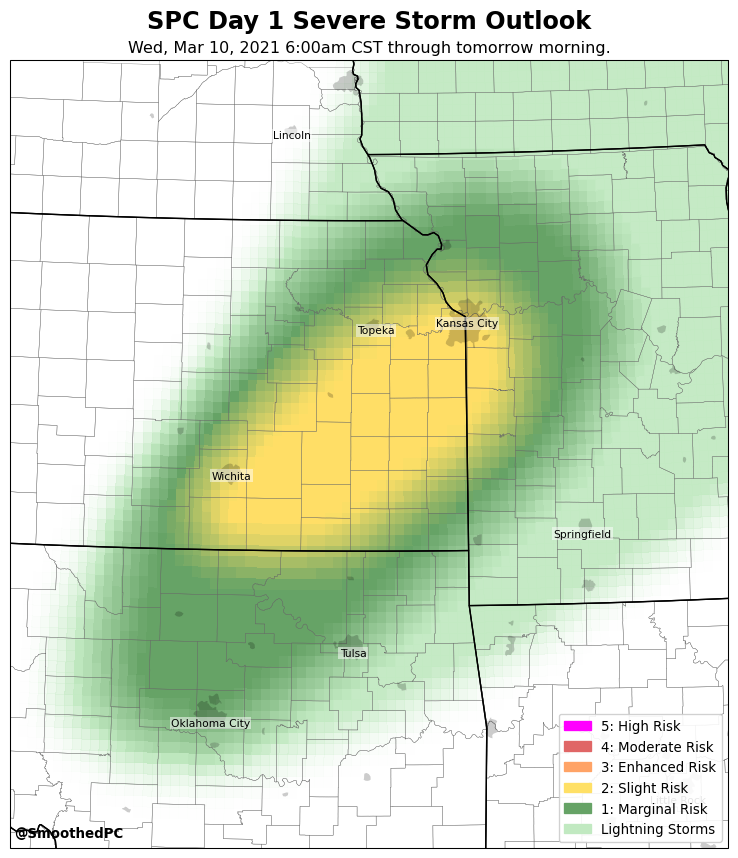 SPC Day 1 Severe Storm Outlook
Wed, Mar 10, 2021 6:00am CST through tomorrow morning.
Lincoln
Topeka
Kansas City
Wichita
Springfield
Tulsa
Oklahoma City
5: High Risk
4: Moderate Risk
3: Enhanced Risk
2: Slight Risk
1: Marginal Risk
Lightning Storms
@SmoothedPC